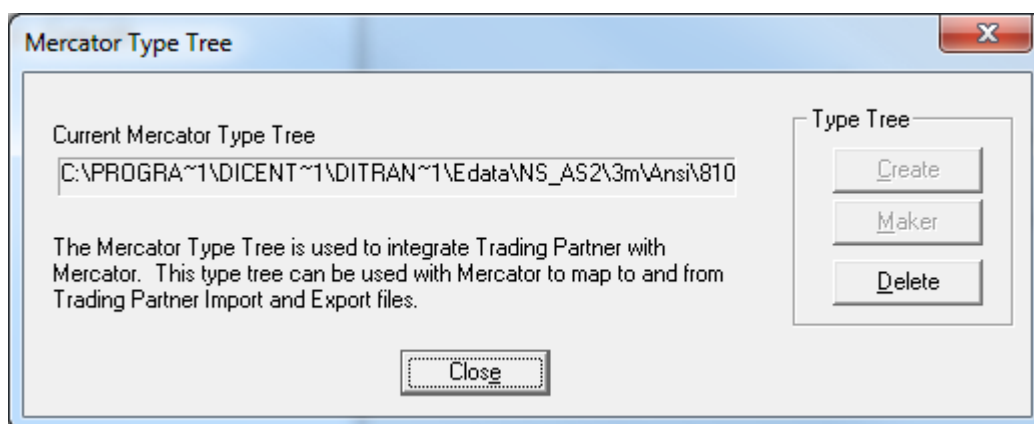 Mercator Type Tree
Current Mercator Type Tree
C:\PROGRA~1\DICENT~1\DITRAN~1\Edata\NS_AS2\3m\Ansi\810
The Mercator Type Tree is used to integrate Trading Partner with
Mercator. This type tree can be used with Mercator to map to and from
Trading Partner Import and Export files.
Type Tree
Create
Maker
Delete
Close